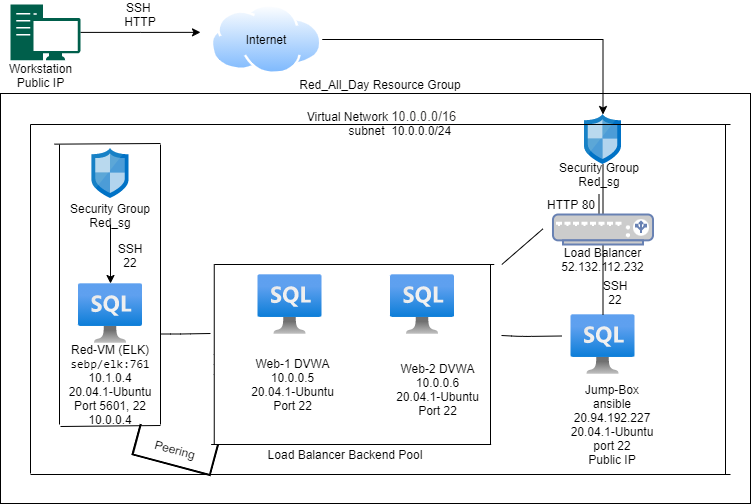 SSH
HTTP
Internet
Workstation
Public IP
Red_All_Day Resource Group
Virtual Network 10.0.0.0/16
subnet 10.0.0.0/24
Security Group
Red_sg
HTTP 80
Load Balancer
52.132.112.232
SSH
22
Security Group
Red_sg
SSH
22
SQL
Red-VM (ELK)
sebp/elk:761
10.1.0.4
20.04.1-Ubuntu
Port 5601, 22
10.0.0.4
SQL
Web-1 DVWA
10.0.0.5
20.04.1-Ubuntu
Port 22
SQL
Web-2 DVWA
10.0.0.6
20.04.1-Ubuntu
Port 22
SQL
Jump-Box
ansible
20.94.192.227
20.04.1-Ubuntu
port 22
Public IP
Peering
Load Balancer Backend Pool